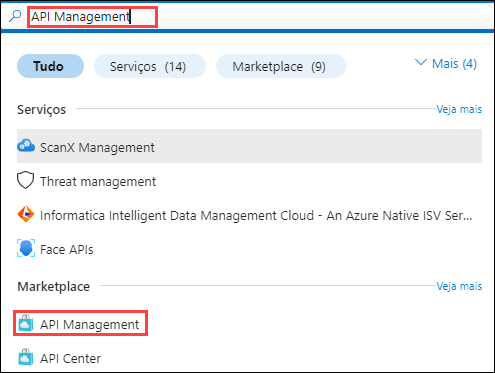 API Management
Tudo Serviços (14) Marketplace (9) Mais (4)
Serviços Veja mais
ScanX Management
Threat management
Informatica Intelligent Data Management Cloud - An Azure Native ISV Ser...
Face APIs
Marketplace Veja mais
API Management
API Center